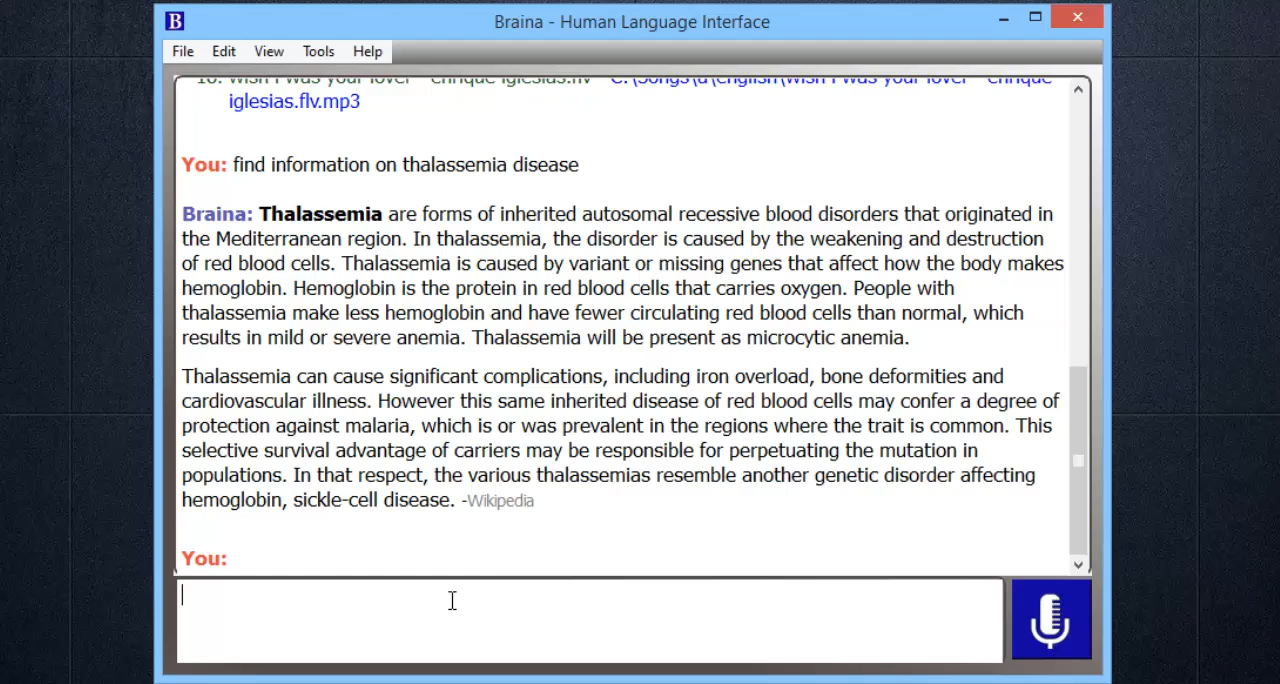 B Braina - Human Language Interface
File Edit View Tools Help
iglesias.flv.mp3
You: find information on thalassemia disease
Braina: Thalassemia are forms of inherited autosomal recessive blood disorders that originated in
the Mediterranean region. In thalassemia, the disorder is caused by the weakening and destruction
of red blood cells. Thalassemia is caused by variant or missing genes that affect how the body makes
hemoglobin. Hemoglobin is the protein in red blood cells that carries oxygen. People with
thalassemia make less hemoglobin and have fewer circulating red blood cells than normal, which
results in mild or severe anemia. Thalassemia will be present as microcytic anemia.
Thalassemia can cause significant complications, including iron overload, bone deformities and
cardiovascular illness. However this same inherited disease of red blood cells may confer a degree of
protection against malaria, which is or was prevalent in the regions where the trait is common. This
selective survival advantage of carriers may be responsible for perpetuating the mutation in
populations. In that respect, the various thalassemias resemble another genetic disorder affecting
hemoglobin, sickle-cell disease. -Wikipedia
You: